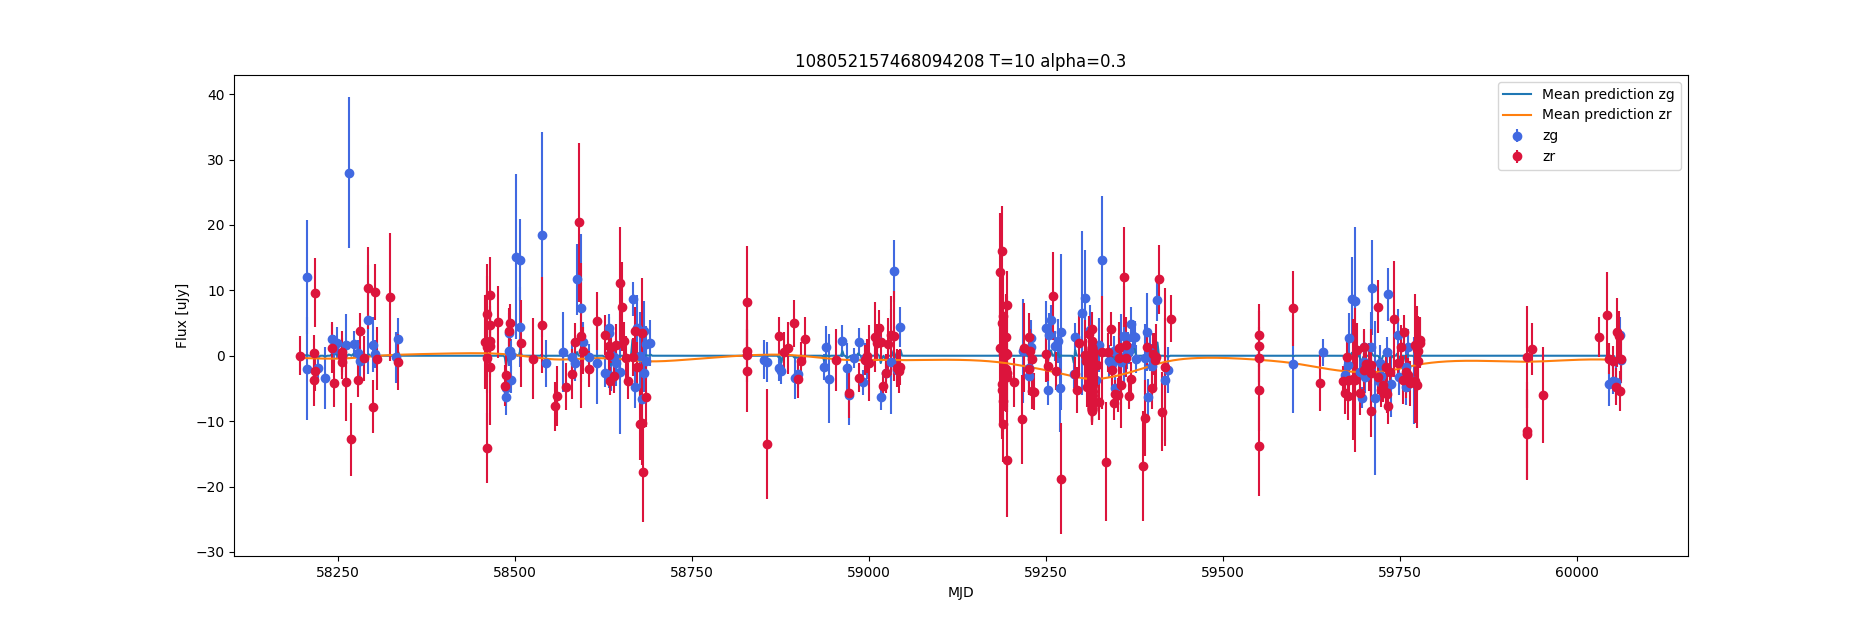 108052157468094208 T=10 alpha=0.3
Mean prediction zg
Mean prediction zr
zg
zr
Flux [uJy]
40
30
20
10
0
−10
−20
−30
58250 58500 58750 59000 59250 59500 59750 60000
MJD